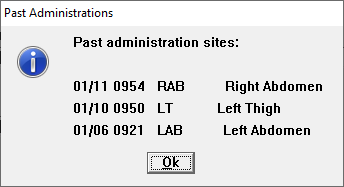 Past Administrations
Past administration sites:
01/11 0954 RAB Right Abdomen
01/10 0950 LT Left Thigh
01/06 0921 LAB Left Abdomen
Ok